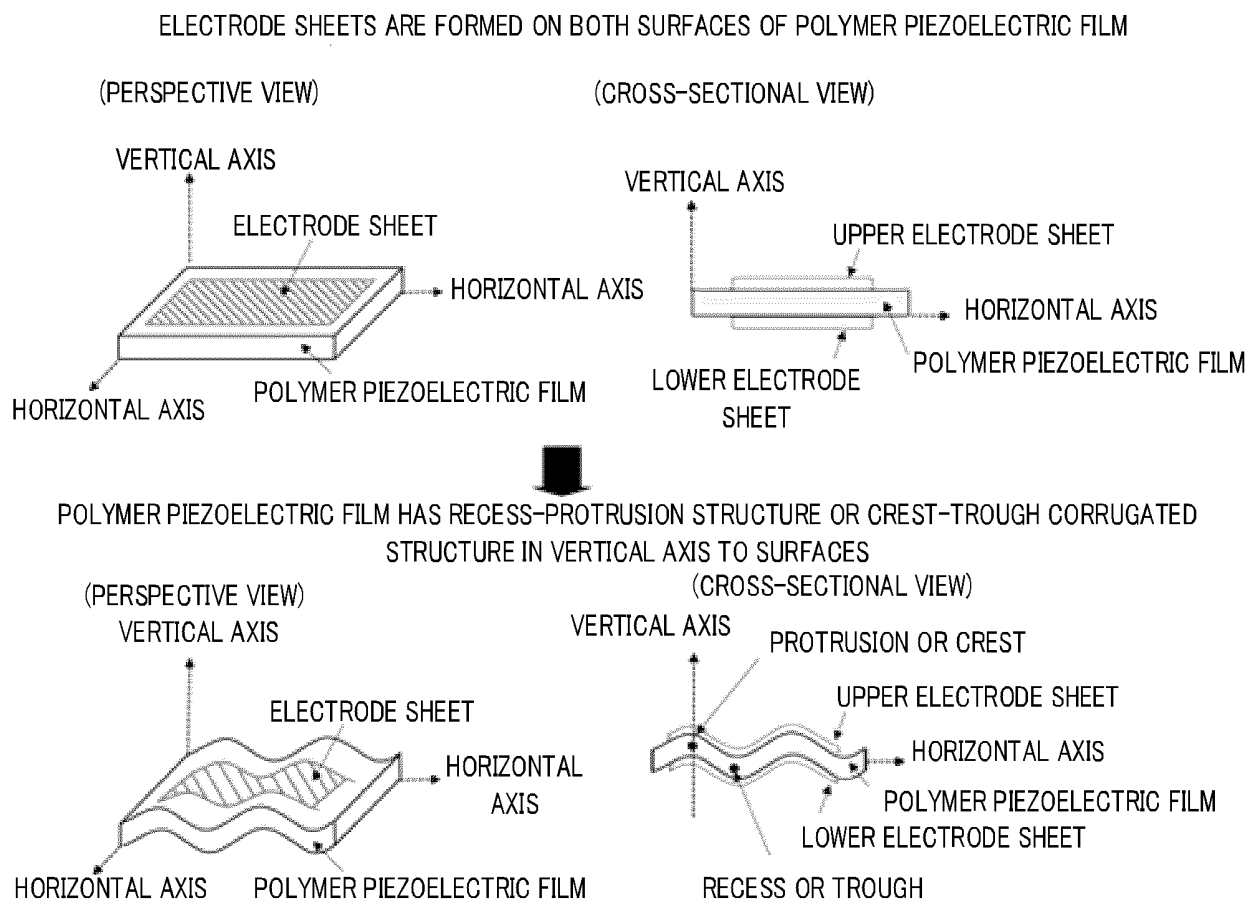 ELECTRODE SHEETS ARE FORMED ON BOTH SURFACES OF POLYMER PIEZOELECTRIC FILM
(PERSPECTIVE VIEW)
VERTICAL AXIS
ELECTRODE SHEET
HORIZONTAL AXIS
POLYMER PIEZOELECTRIC FILM
HORIZONTAL AXIS
(CROSS-SECTIONAL VIEW)
VERTICAL AXIS
UPPER ELECTRODE SHEET
HORIZONTAL AXIS
POLYMER PIEZOELECTRIC FILM
LOWER ELECTRODE
SHEET
POLYMER PIEZOELECTRIC FILM HAS RECESS-PROTRUSION STRUCTURE OR CREST-TROUGH CORRUGATED
STRUCTURE IN VERTICAL AXIS TO SURFACES
(PERSPECTIVE VIEW)
VERTICAL AXIS
ELECTRODE SHEET
HORIZONTAL
AXIS
HORIZONTAL AXIS
POLYMER PIEZOELECTRIC FILM
(CROSS-SECTIONAL VIEW)
VERTICAL AXIS
PROTRUSION OR CREST
UPPER ELECTRODE SHEET
HORIZONTAL AXIS
POLYMER PIEZOELECTRIC FILM
LOWER ELECTRODE SHEET
RECESS OR TROUGH